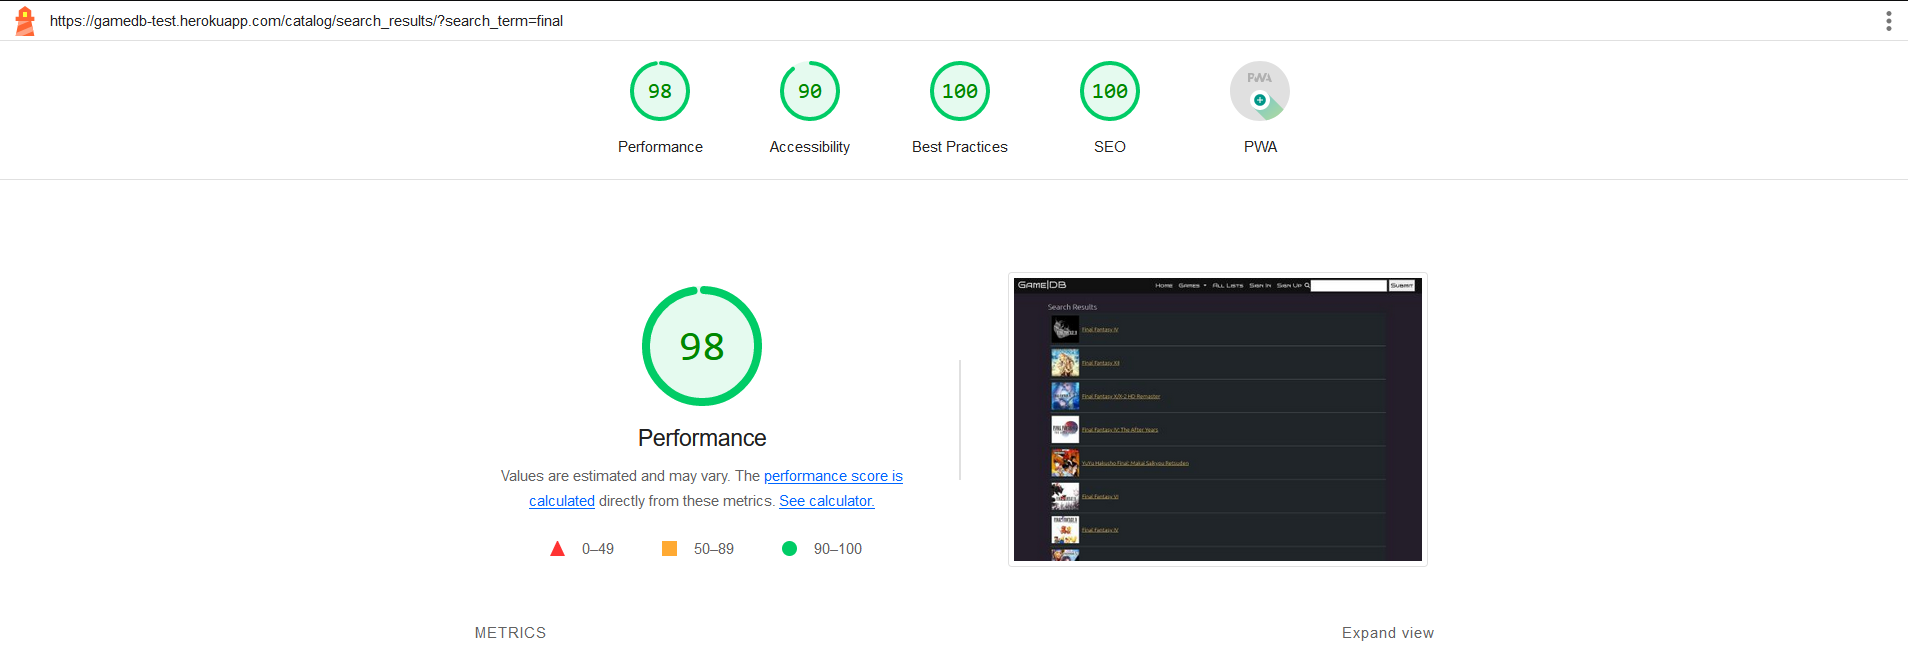 https://gamedb-test.herokuapp.com/catalog/search_results/?search_term=final
98
90
100
100
PWA
Performance
Accessibility
Best Practices
SEO
PWA
98
Performance
Values are estimated and may vary. The performance score is
calculated directly from these metrics. See calculator.
0–49
50–89
90–100
GAME|DB
Home Games All Lists Sign In Sign Up Submit
Search Results
Final Fantasy IV
Final Fantasy XII
Final Fantasy X/X-2 HD Remaster
Final Fantasy IV: The After Years
YuYu Hakusho Final: Makai Saikyou Retsuden
Final Fantasy VI
Final Fantasy IV
METRICS
Expand view